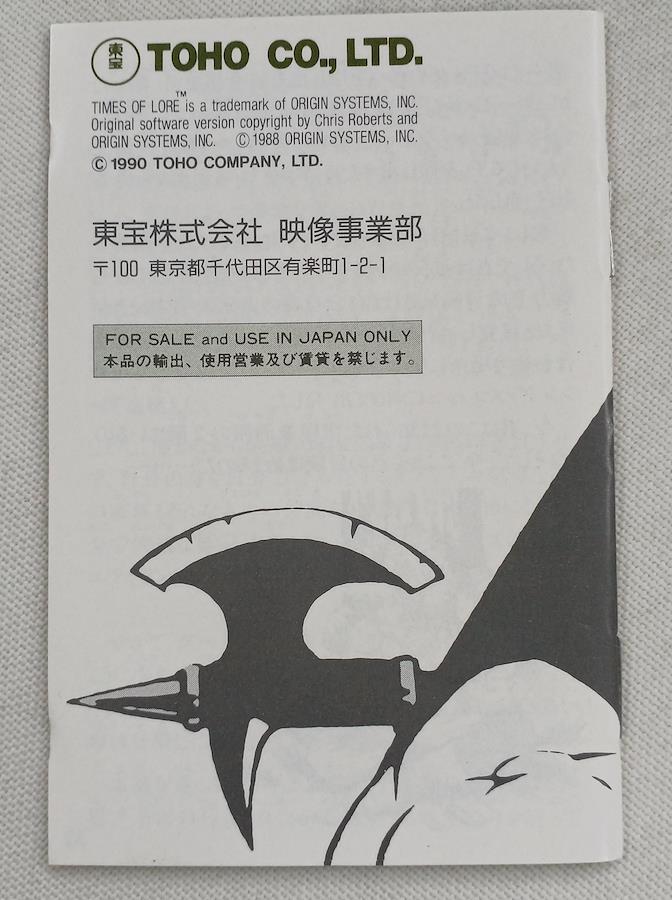 東宝 TOHO CO., LTD.
TIMES OF LORE™ is a trademark of ORIGIN SYSTEMS, INC.
Original software version copyright by Chris Roberts and
ORIGIN SYSTEMS, INC. © 1988 ORIGIN SYSTEMS, INC.
© 1990 TOHO COMPANY, LTD.
東宝株式会社 映像事業部
〒100 東京都千代田区有楽町1-2-1
FOR SALE and USE IN JAPAN ONLY
本品の輸出、使用営業及び賃貸を禁じます。